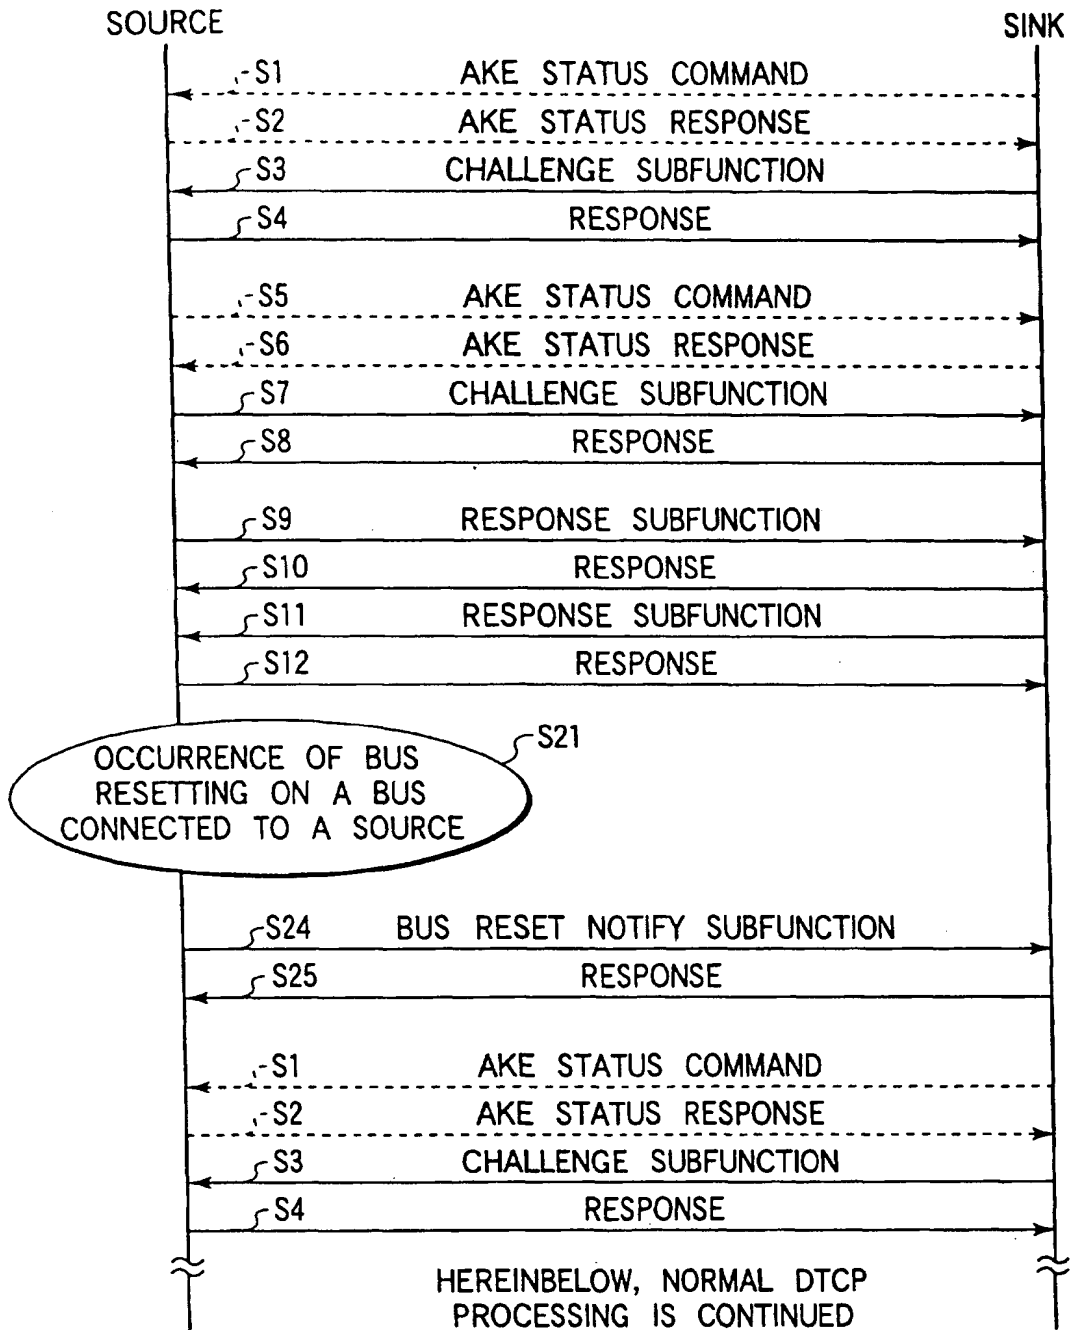 SOURCE SINK
S1 AKE STATUS COMMAND
S2 AKE STATUS RESPONSE
S3 CHALLENGE SUBFUNCTION
S4 RESPONSE
S5 AKE STATUS COMMAND
S6 AKE STATUS RESPONSE
S7 CHALLENGE SUBFUNCTION
S8 RESPONSE
S9 RESPONSE SUBFUNCTION
S10 RESPONSE
S11 RESPONSE SUBFUNCTION
S12 RESPONSE
S21
OCCURRENCE OF BUS
RESETTING ON A BUS
CONNECTED TO A SOURCE
S24 BUS RESET NOTIFY SUBFUNCTION
S25 RESPONSE
S1 AKE STATUS COMMAND
S2 AKE STATUS RESPONSE
S3 CHALLENGE SUBFUNCTION
S4 RESPONSE
HEREINBELOW, NORMAL DTCP
PROCESSING IS CONTINUED